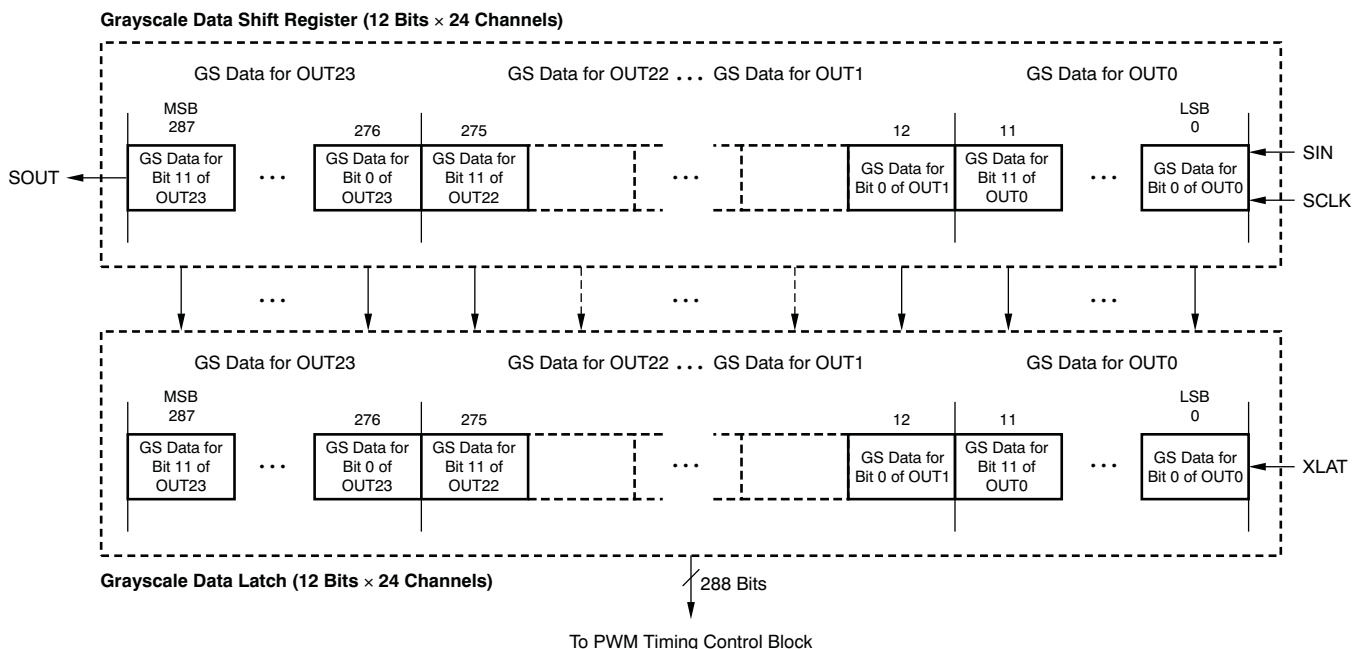 Grayscale Data Shift Register (12 Bits × 24 Channels)
GS Data for OUT23
GS Data for OUT22 ... GS Data for OUT1
GS Data for OUT0
MSB
287
276
275
12
11
LSB
0
SOUT
GS Data for
Bit 11 of
OUT23
...
GS Data for
Bit 0 of
OUT23
GS Data for
Bit 11 of
OUT22
...
GS Data for
Bit 0 of OUT1
GS Data for
Bit 11 of
OUT0
...
GS Data for
Bit 0 of OUT0
SIN
SCLK
...
...
...
GS Data for OUT23
GS Data for OUT22 ... GS Data for OUT1
GS Data for OUT0
MSB
287
276
275
12
11
LSB
0
GS Data for
Bit 11 of
OUT23
...
GS Data for
Bit 0 of
OUT23
GS Data for
Bit 11 of
OUT22
...
GS Data for
Bit 0 of OUT1
GS Data for
Bit 11 of
OUT0
...
GS Data for
Bit 0 of OUT0
XLAT
Grayscale Data Latch (12 Bits × 24 Channels)
288 Bits
To PWM Timing Control Block